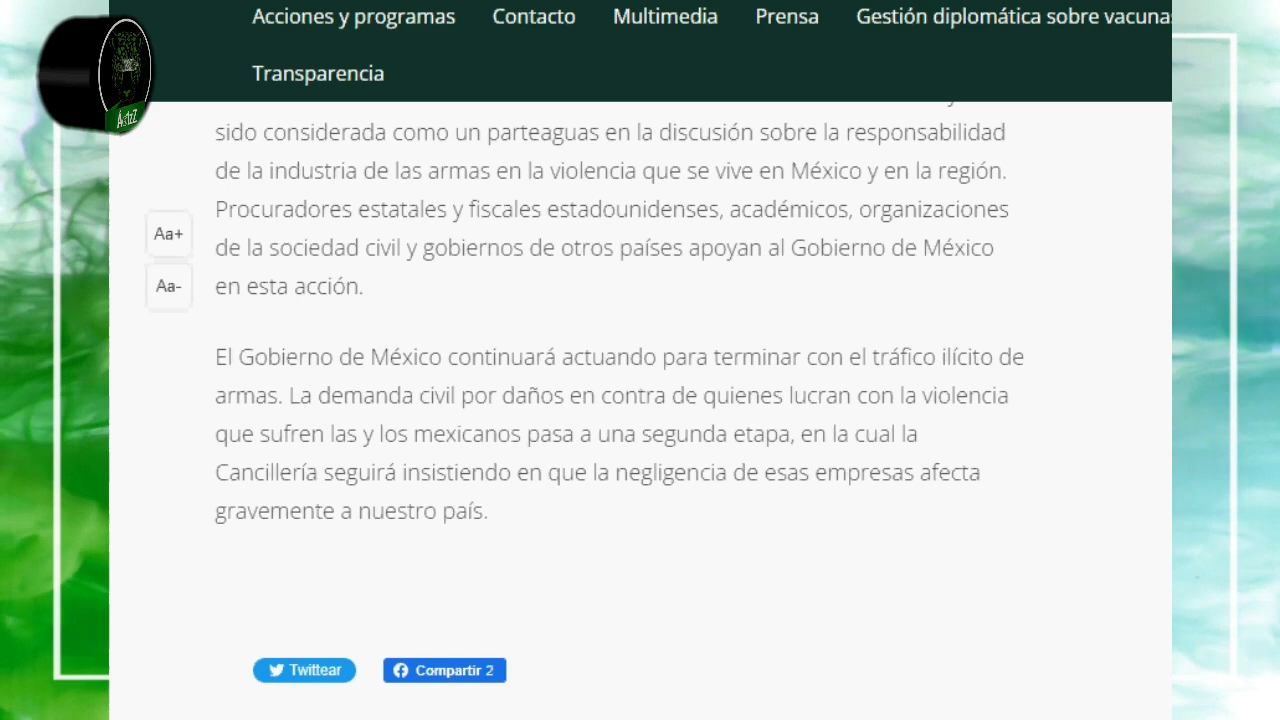 Acciones y programas Contacto Multimedia Prensa Gestión diplomática sobre vacunas
Transparencia
sido considerada como un parteaguas en la discusión sobre la responsabilidad
de la industria de las armas en la violencia que se vive en México y en la región.
Procuradores estatales y fiscales estadounidenses, académicos, organizaciones
de la sociedad civil y gobiernos de otros países apoyan al Gobierno de México
en esta acción.
Aa+
Aa-
El Gobierno de México continuará actuando para terminar con el tráfico ilícito de
armas. La demanda civil por daños en contra de quienes lucran con la violencia
que sufren las y los mexicanos pasa a una segunda etapa, en la cual la
Cancillería seguirá insistiendo en que la negligencia de esas empresas afecta
gravemente a nuestro país.
Twittear
Compartir 2